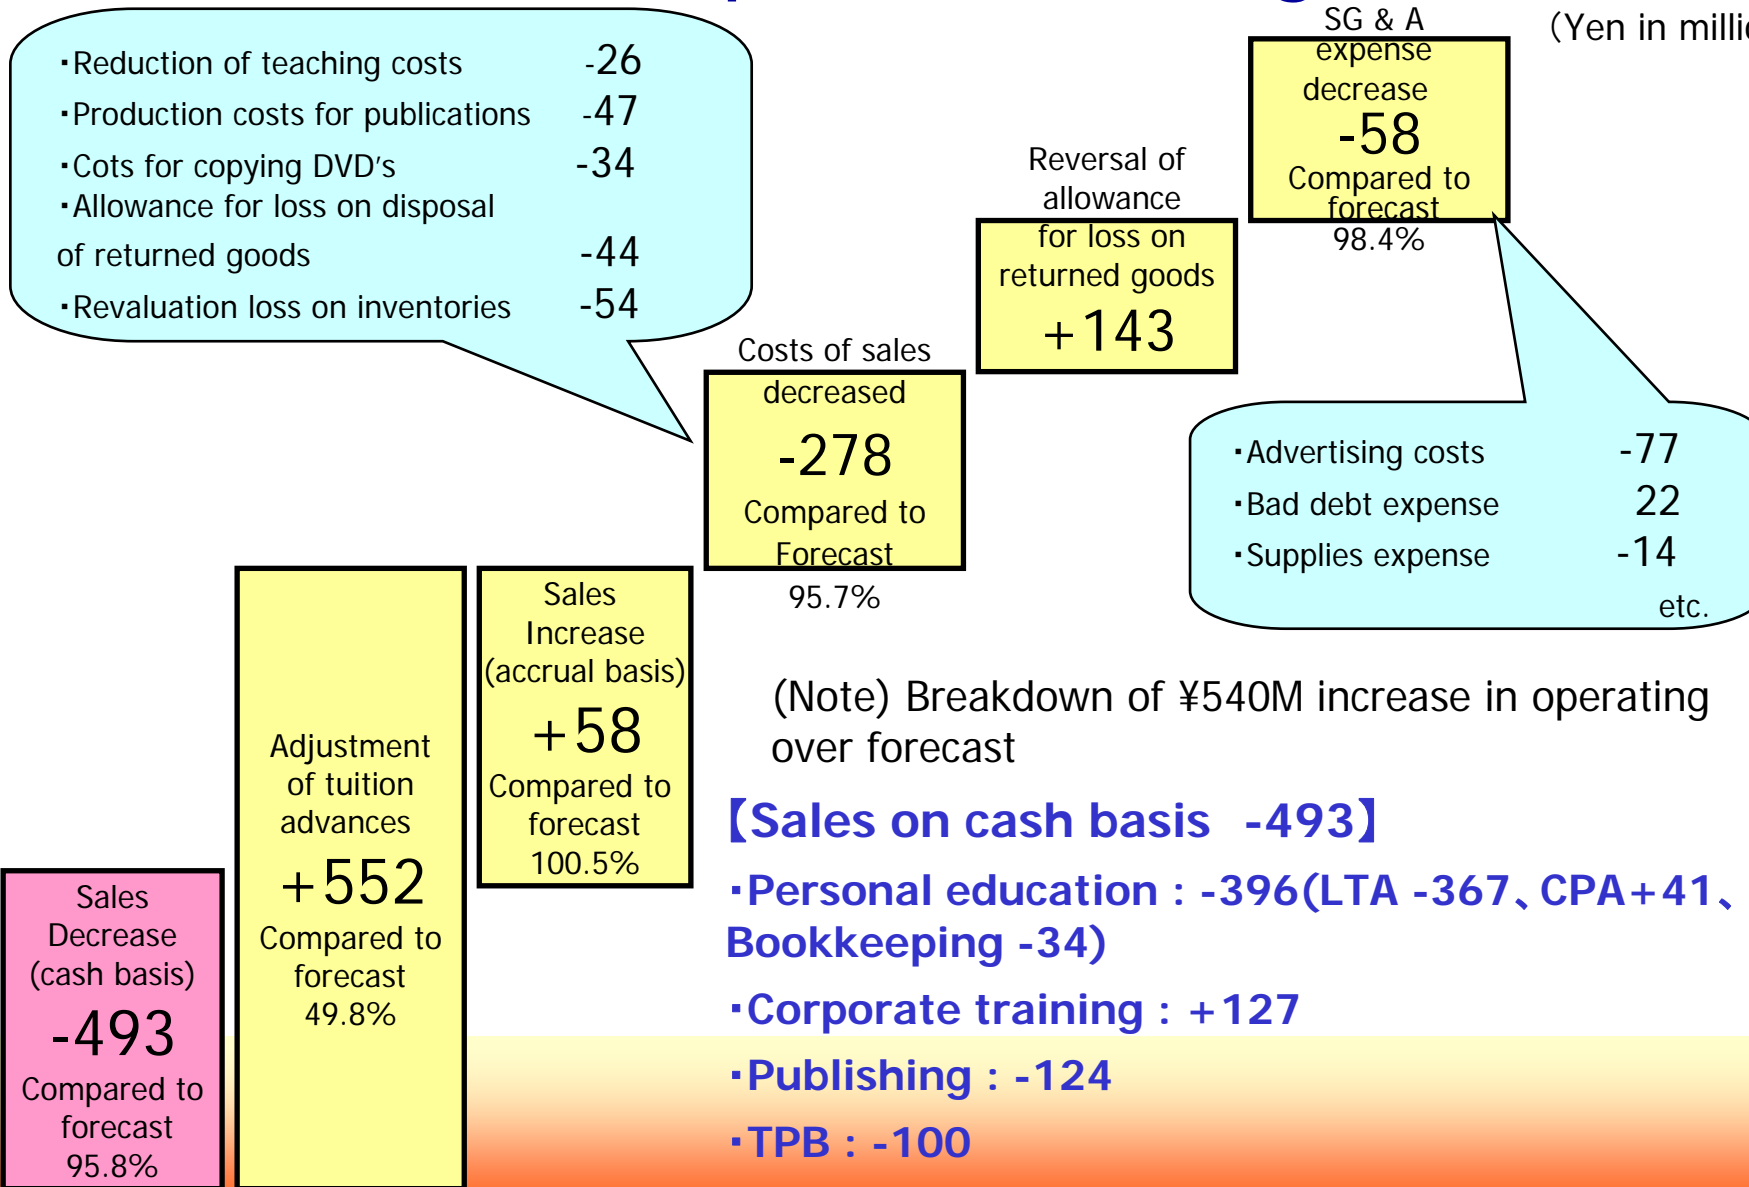 (Yen in millio
・Reduction of teaching costs -26
・Production costs for publications -47
・Cots for copying DVD's -34
・Allowance for loss on disposal
of returned goods -44
・Revaluation loss on inventories -54
SG & A
expense
decrease
-58
Compared to
forecast
98.4%
Reversal of
allowance
for loss on
returned goods
+143
Costs of sales
decreased
-278
Compared to
Forecast
95.7%
・Advertising costs -77
・Bad debt expense 22
・Supplies expense -14
etc.
Sales
Increase
(accrual basis)
+58
Compared to
forecast
100.5%
Adjustment
of tuition
advances
+552
Compared to
forecast
49.8%
Sales
Decrease
(cash basis)
-493
Compared to
forecast
95.8%
(Note) Breakdown of ¥540M increase in operating
over forecast
【Sales on cash basis -493】
・Personal education : -396(LTA -367、CPA+41、
Bookkeeping -34)
・Corporate training : +127
・Publishing : -124
・TPB : -100